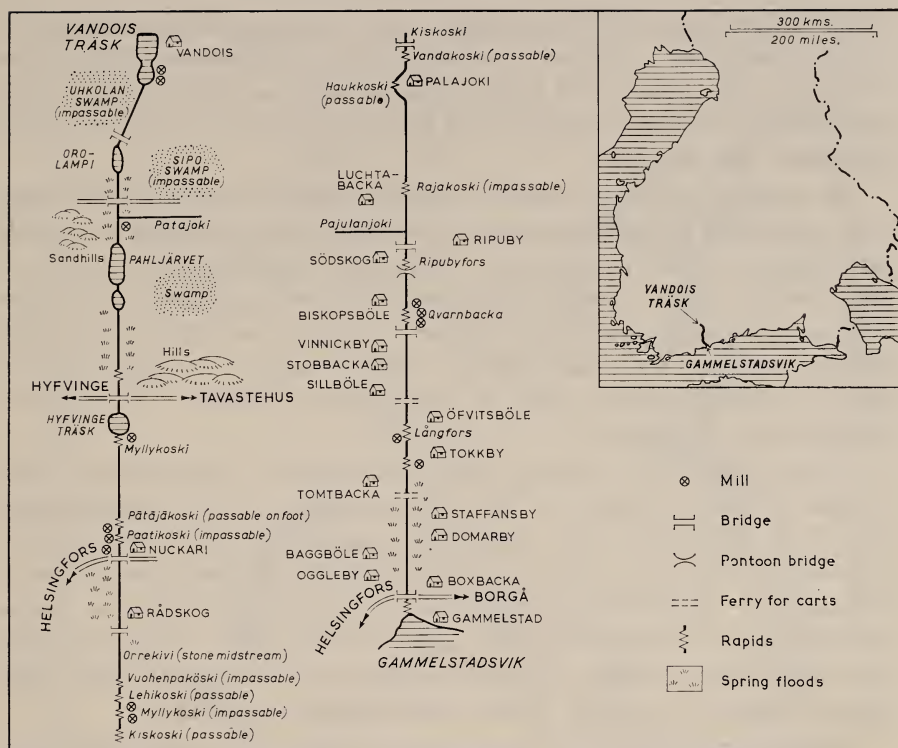 VANDOIS
TRÄSK
VANDOIS
UHKOLAN
SWAMP
(impassable)
ORO-
LAMPI
SIPO
SWAMP
(impassable)
Patajoki
Sandhills
PAHLJÄRVET
Swamp
Hills
HYFVINGE
TAVASTEHUS
HYFVINGE
TRÄSK
Myllykoski
Pätäjäkoski (passable on foot)
Paatikoski (impassable)
NUCKARI
HELSINGFORS
RÅDSKOG
Orrekivi (stone midstream)
Vuohenpaköski (impassable)
Lehikoski (passable)
Myllykoski (impassable)
Kiskoski (passable)
Kiskoski
Vandakoski (passable)
Haukkoski
(passable)
PALAJOKI
LUCHTA-
BACKA
Rajakoski (impassable)
Pajulanjoki
RIPUBY
SÖDSKOG
Ripubyfors
BISKOPSBÖLE
Qvarnbacka
VINNICKBY
STOBBACKA
SILLBÖLE
ÖFVITSBÖLE
Långfors
TOKKBY
TOMTBACKA
STAFFANSBY
DOMARBY
BAGGBÖLE
OGGLEBY
BOXBACKA
BORGÅ
HELSINGFORS
GAMMELSTAD
GAMMELSTADSVIK
300 kms.
200 miles.
VANDOIS
TRÄSK
GAMMELSTADSVIK
Mill
Bridge
Pontoon bridge
Ferry for carts
Rapids
Spring floods